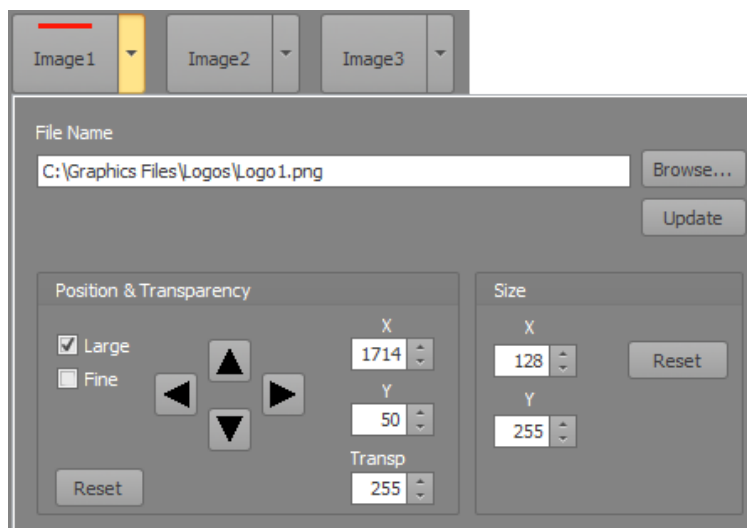 Image1 Image2 Image3
File Name
C:\Graphics Files\Logos\Logo1.png Browse...
Update
Position & Transparency
Large
Fine
X
1714
Y
50
Transp
255
Reset
Size
X
128
Reset
Y
255